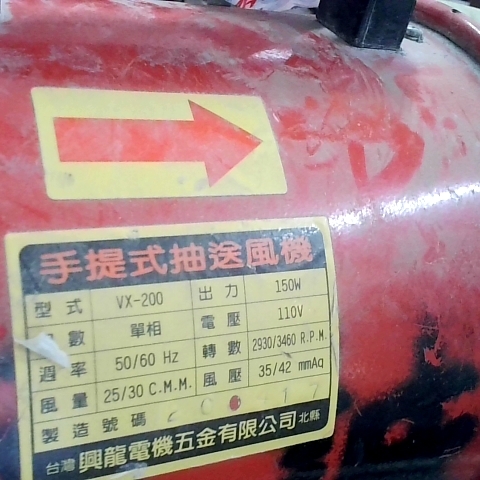 手提式抽送風機
型式 VX-200 出力 150W
數 單相 電壓 110V
週率 50/60 Hz 轉數 2930/3460 R.P.M.
風量 25/30 C.M.M. 風壓 35/42 mmAq
製造號碼
台灣 興龍電機五金有限公司 北縣